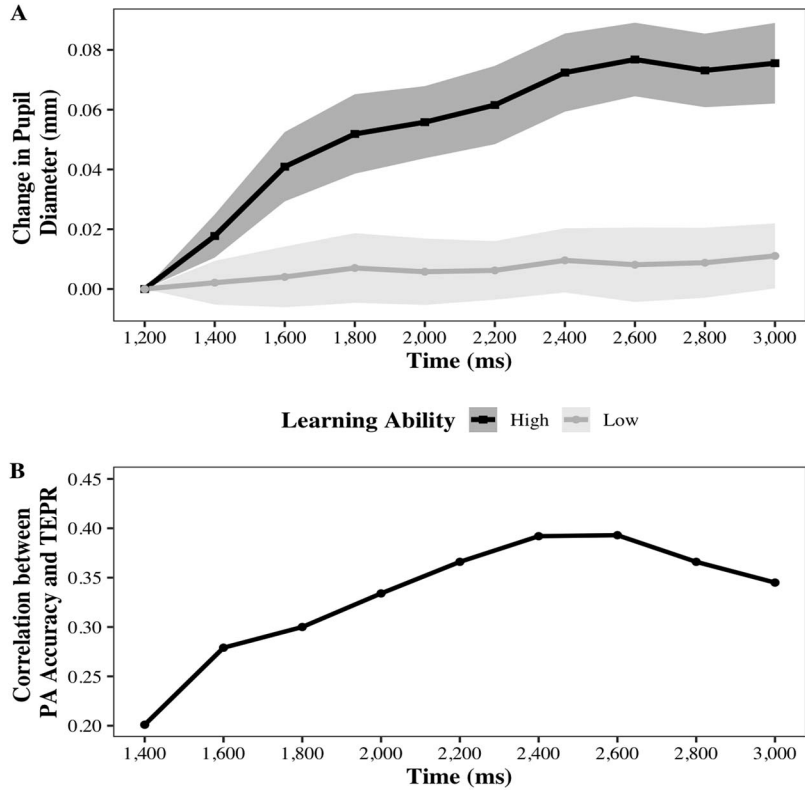 A
Change in Pupil
Diameter (mm)
0.08
0.06
0.04
0.02
0.00
1,200 1,400 1,600 1,800 2,000 2,200 2,400 2,600 2,800 3,000
Time (ms)
Learning Ability High Low
B
Correlation between
PA Accuracy and TEPR
0.45
0.40
0.35
0.30
0.25
0.20
1,400 1,600 1,800 2,000 2,200 2,400 2,600 2,800 3,000
Time (ms)